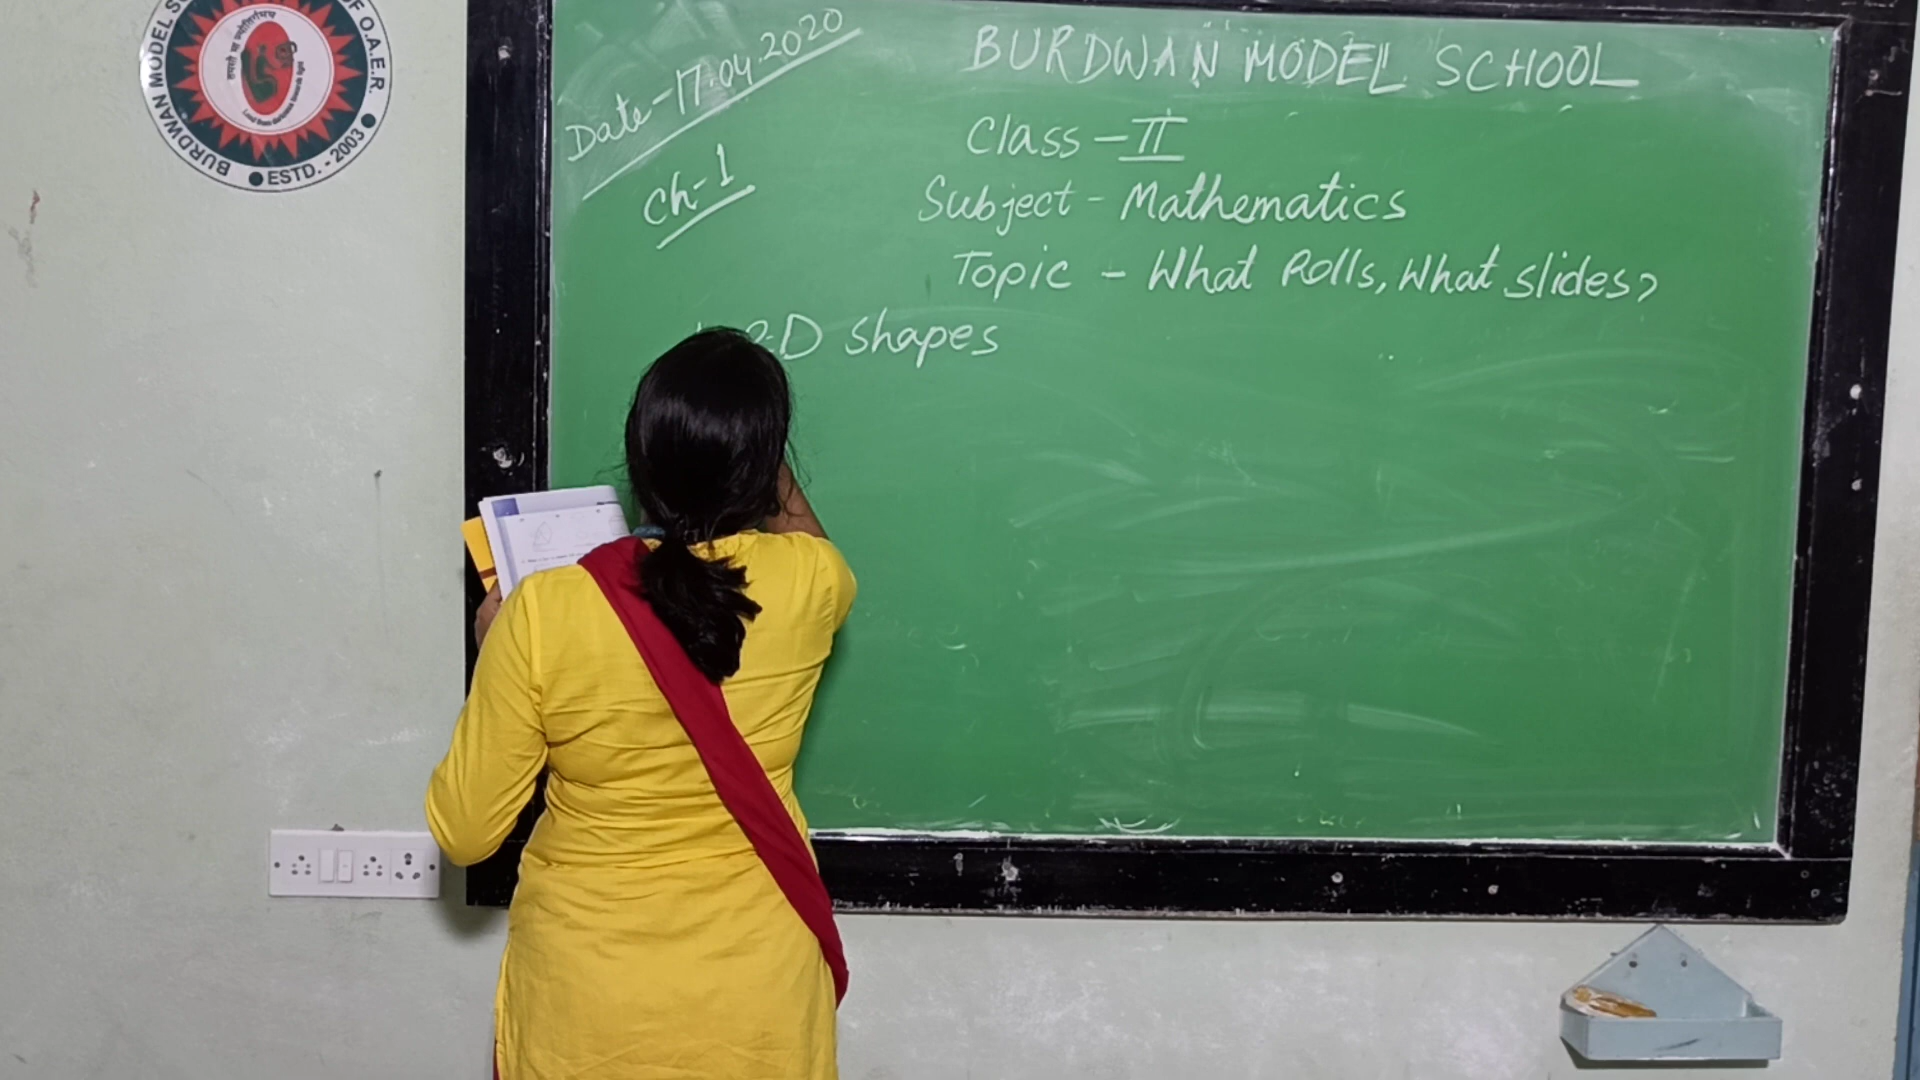 BURDWAN MODEL SCHOOL
Date-17.04.2020
Class - II
Ch-1
Subject - Mathematics
Topic - What Rolls, What slides?
-D shapes
BURDWAN MODEL
OF O.A.E.R.
ESTD. - 2003